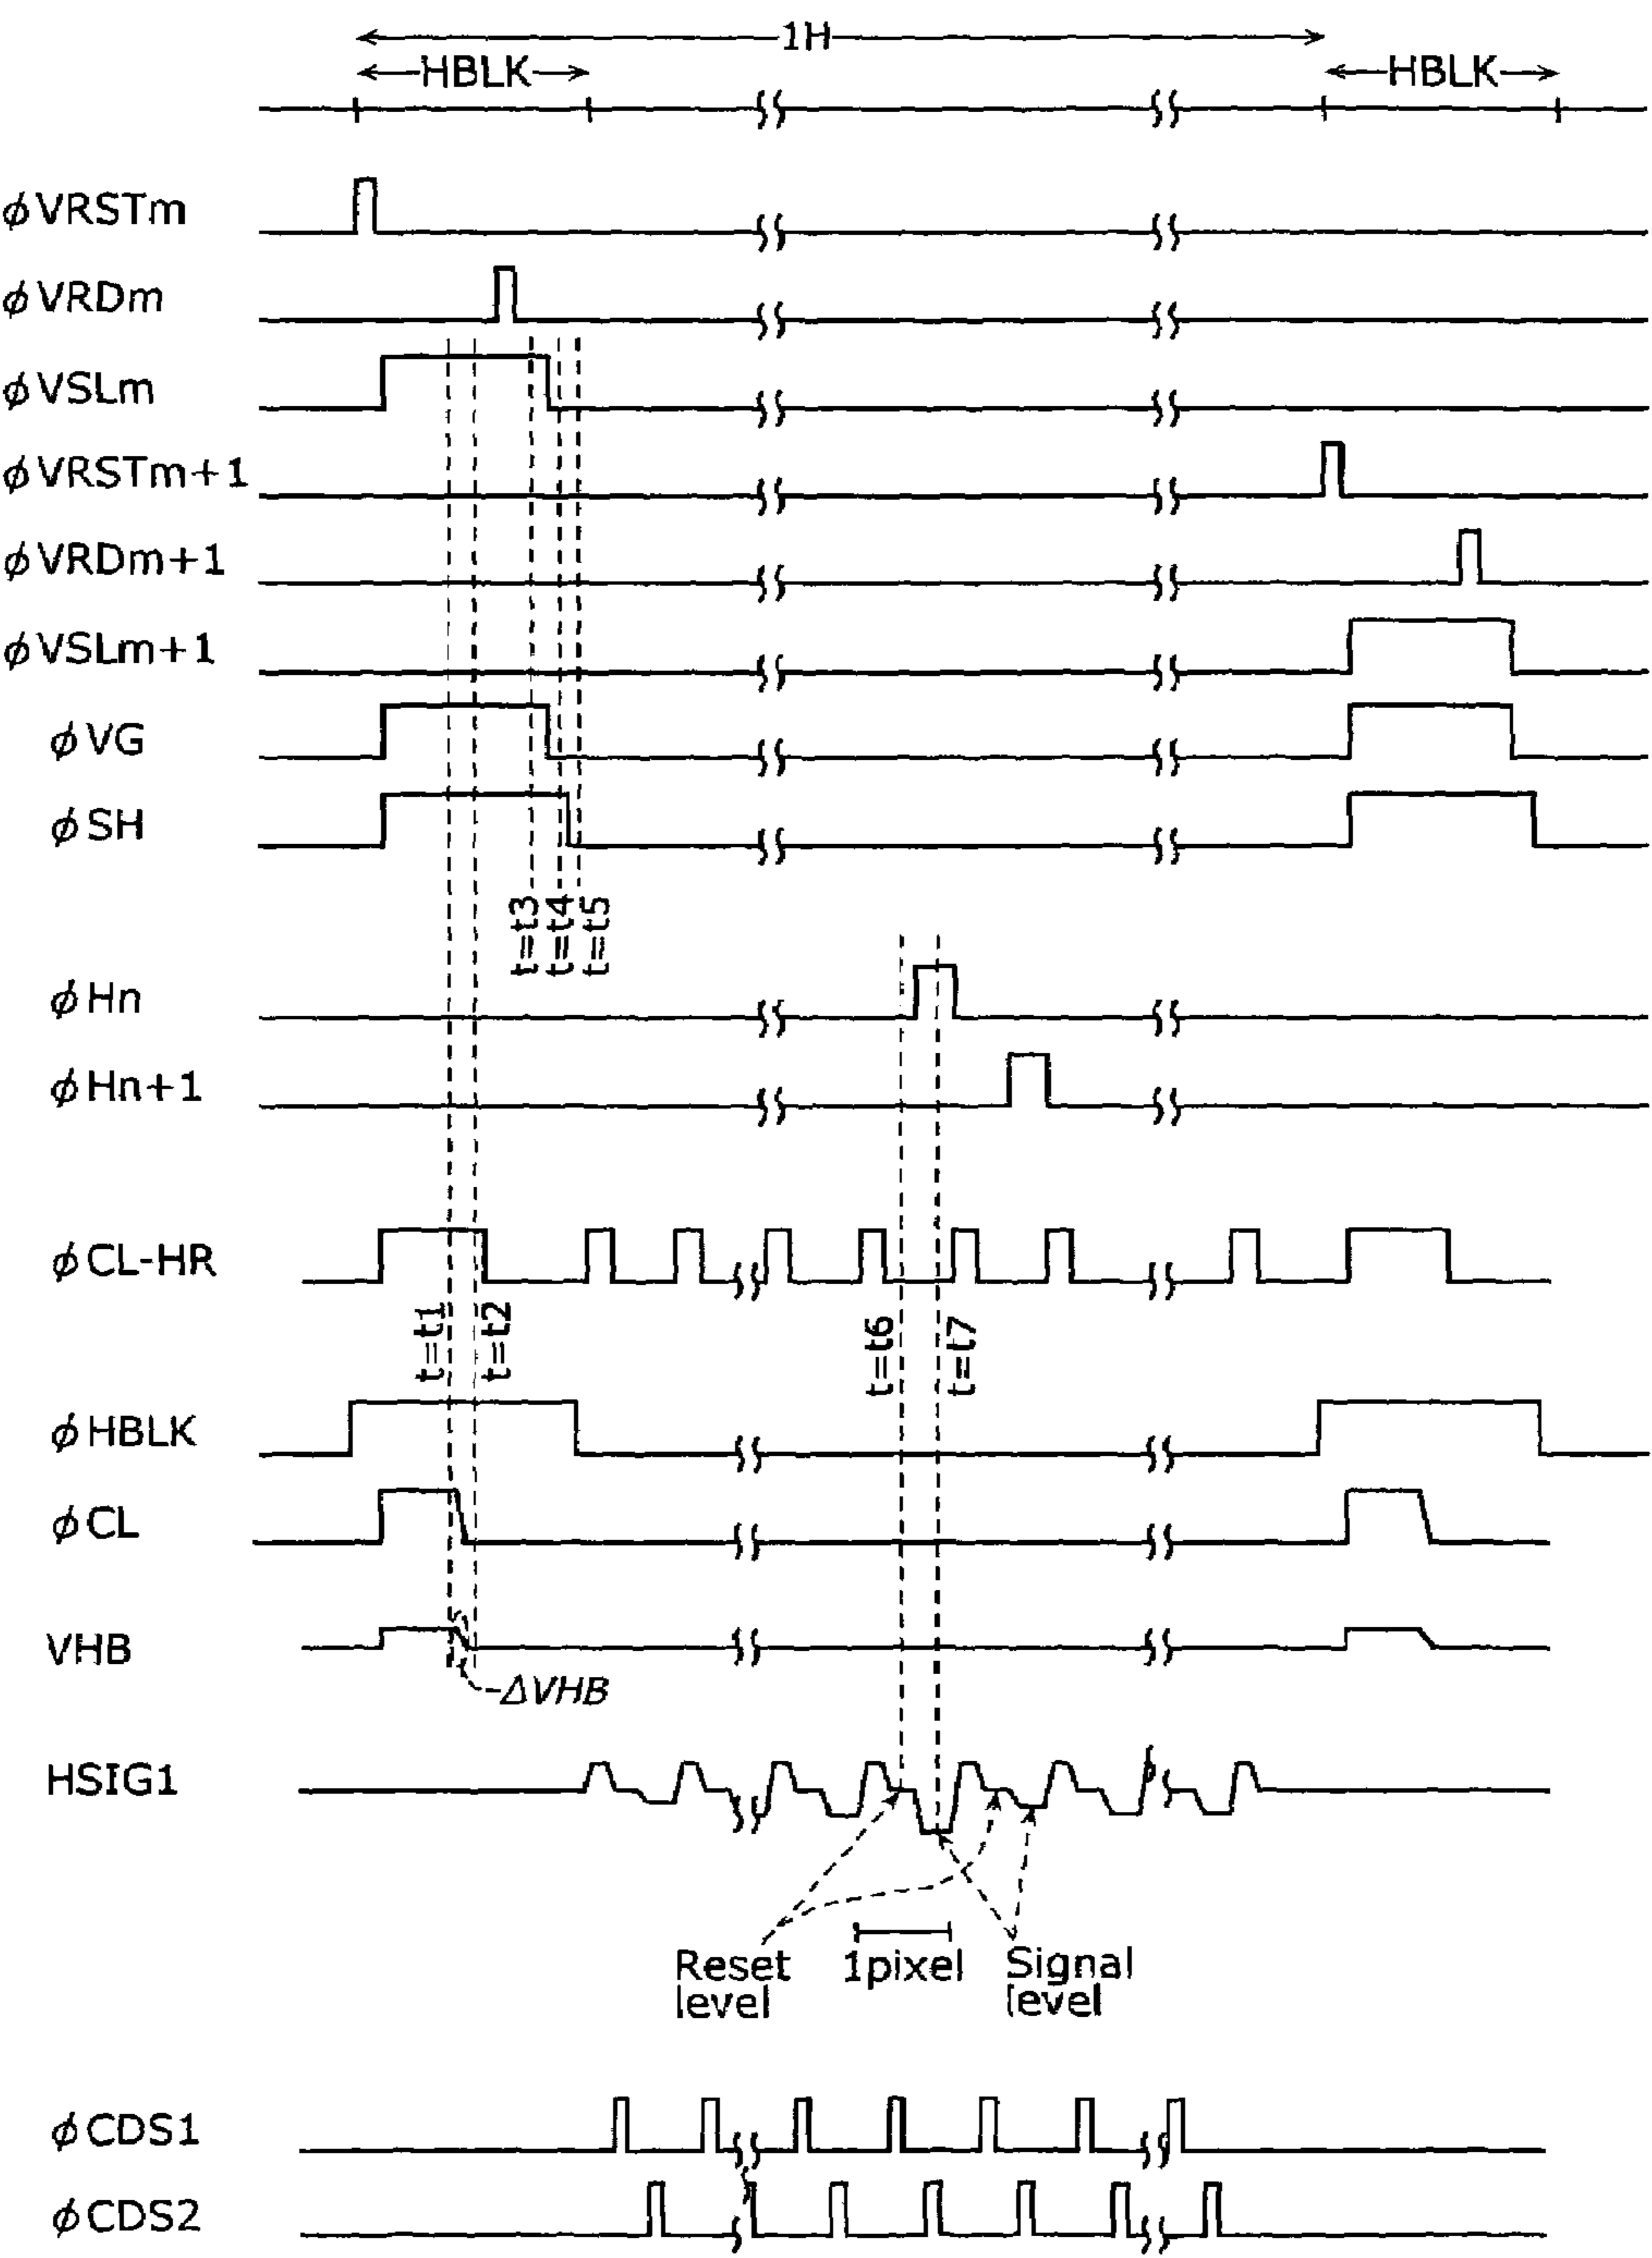 1H
HBLK HBLK
φVRSTm
φVRDm
φVSLm
φVRSTm+1
φVRDm+1
φVSLm+1
φVG
φSH
t=t3 t=t4 t=t5
φHn
φHn+1
φCL-HR
t=t1 t=t2 t=t6 t=t7
φHBLK
φCL
VHB
ΔVHB
HSIG1
Reset level
1pixel
Signal level
φCDS1
φCDS2